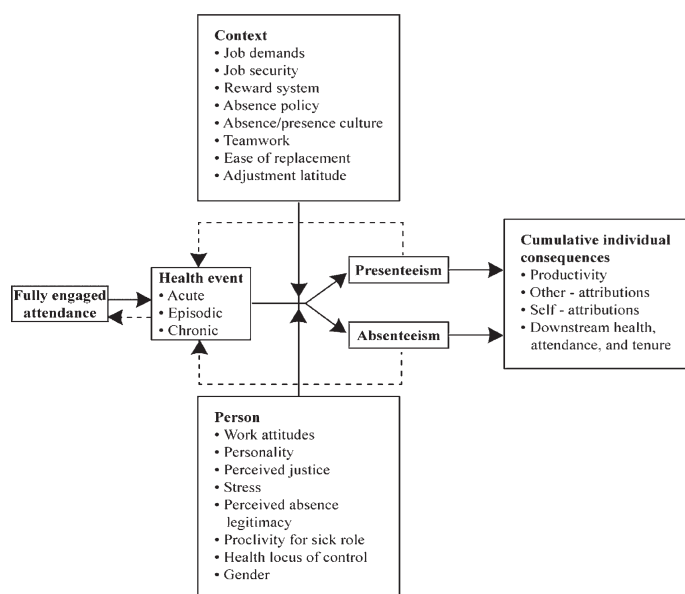 Context
• Job demands
• Job security
• Reward system
• Absence policy
• Absence/presence culture
• Teamwork
• Ease of replacement
• Adjustment latitude
Fully engaged
attendance
Health event
• Acute
• Episodic
• Chronic
Presenteeism
Absenteeism
Cumulative individual
consequences
• Productivity
• Other - attributions
• Self - attributions
• Downstream health,
attendance, and tenure
Person
• Work attitudes
• Personality
• Perceived justice
• Stress
• Perceived absence
legitimacy
• Proclivity for sick role
• Health locus of control
• Gender